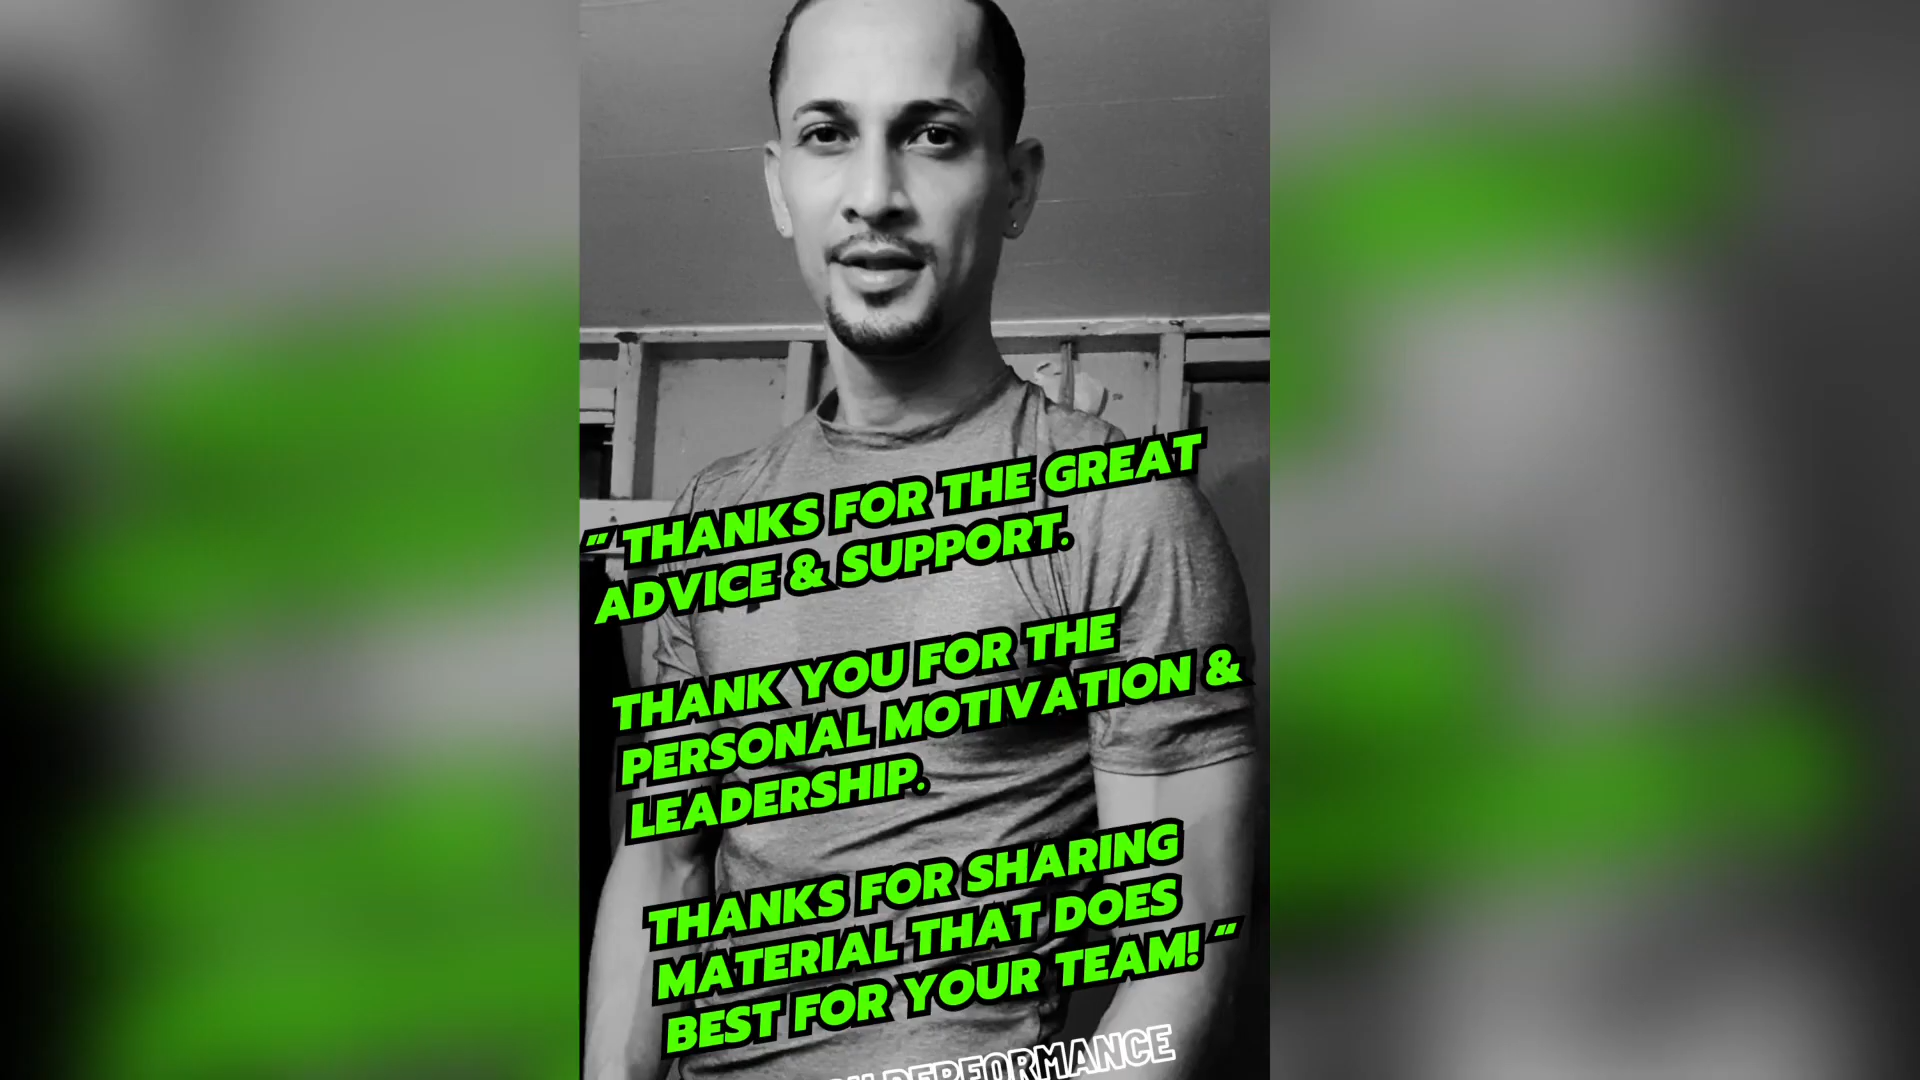 “ THANKS FOR THE GREAT
ADVICE & SUPPORT.
THANK YOU FOR THE
PERSONAL MOTIVATION &
LEADERSHIP.
THANKS FOR SHARING
MATERIAL THAT DOES
BEST FOR YOUR TEAM! “
PERFORMANCE